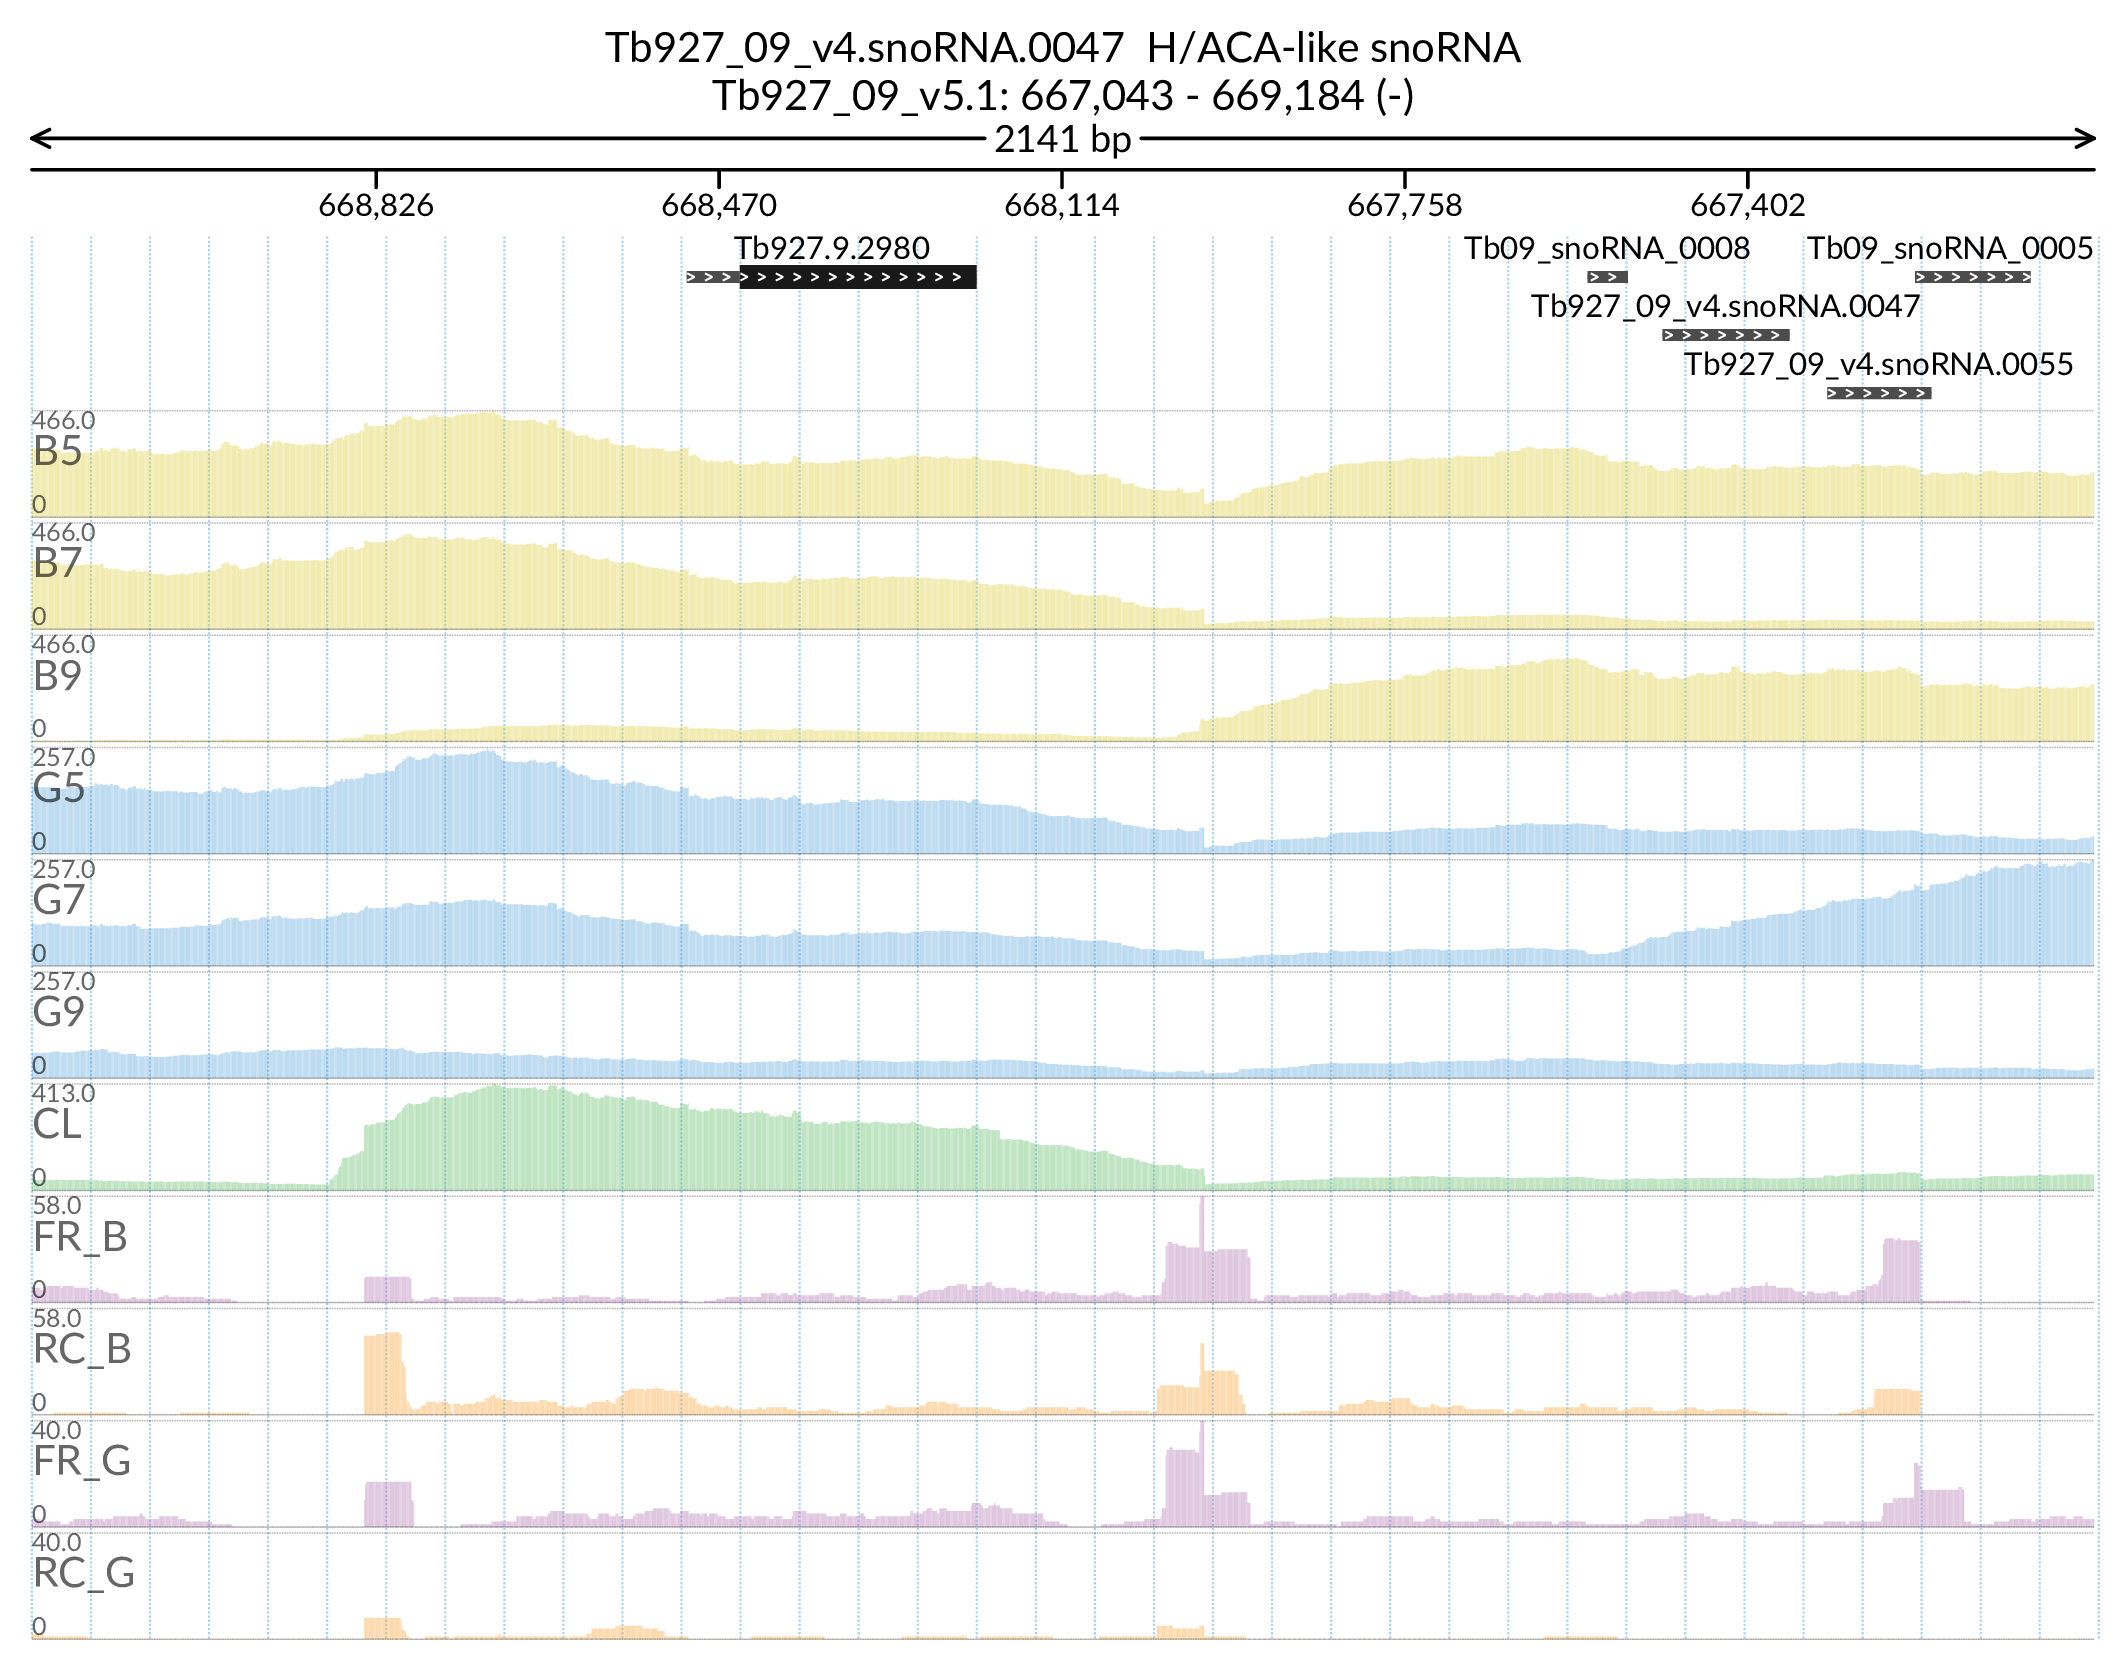 Tb927_09_v4.snoRNA.0047  H/ACA-like snoRNA
Tb927_09_v5.1: 667,043 - 669,184 (-)
2141 bp
668,826 668,470 668,114 667,758 667,402
Tb927.9.2980 Tb09_snoRNA_0008 Tb09_snoRNA_0005
Tb927_09_v4.snoRNA.0047
Tb927_09_v4.snoRNA.0055
466.0
B5
0
466.0
B7
0
466.0
B9
0
257.0
G5
0
257.0
G7
0
257.0
G9
0
413.0
CL
0
58.0
FR_B
0
58.0
RC_B
0
40.0
FR_G
0
40.0
RC_G
0